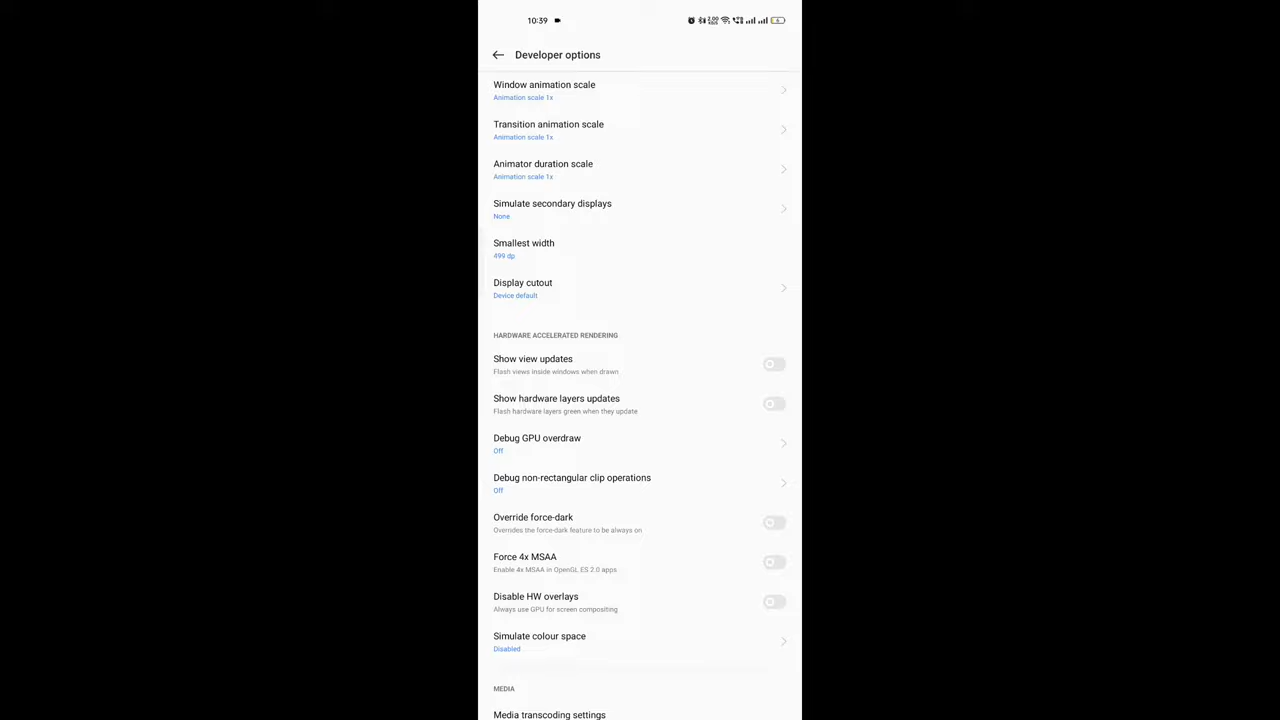 10:39
Developer options
Window animation scale
Animation scale 1x
Transition animation scale
Animation scale 1x
Animator duration scale
Animation scale 1x
Simulate secondary displays
None
Smallest width
499 dp
Display cutout
Device default
HARDWARE ACCELERATED RENDERING
Show view updates
Flash views inside windows when drawn
Show hardware layers updates
Flash hardware layers green when they update
Debug GPU overdraw
Off
Debug non-rectangular clip operations
Off
Override force-dark
Overrides the force-dark feature to be always on
Force 4x MSAA
Enable 4x MSAA in OpenGL ES 2.0 apps
Disable HW overlays
Always use GPU for screen compositing
Simulate colour space
Disabled
MEDIA
Media transcoding settings